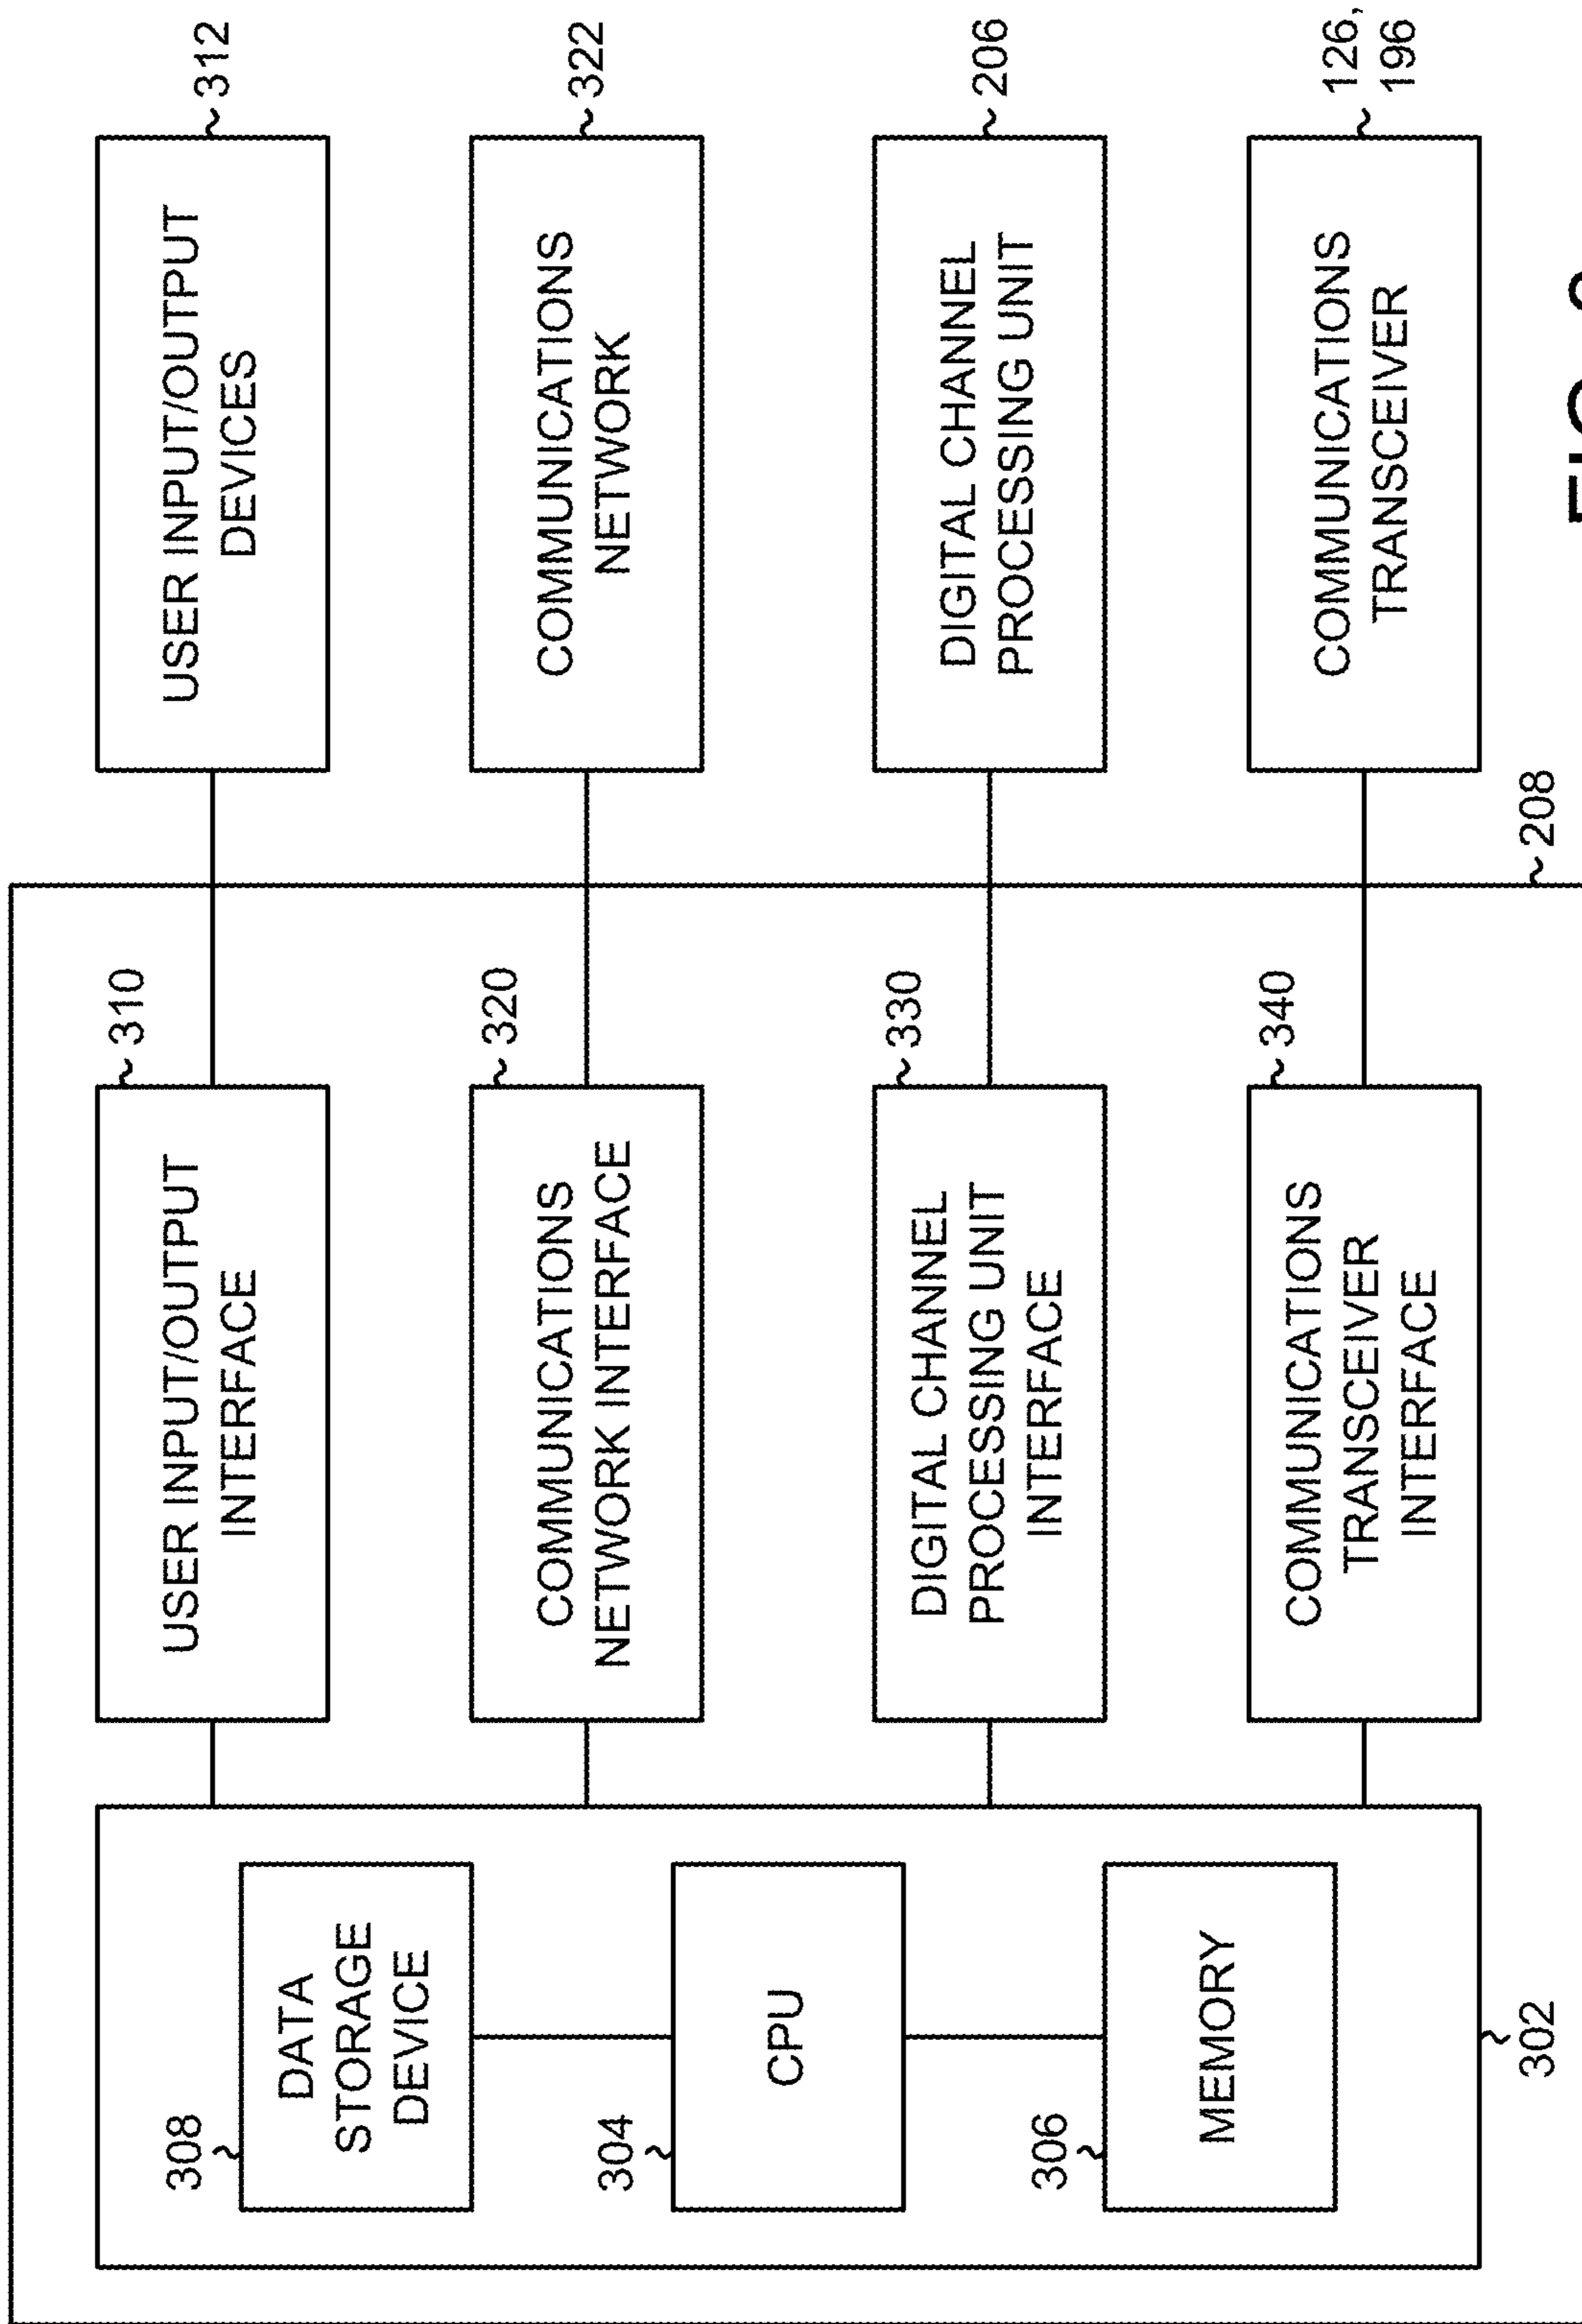 308
DATA
STORAGE
DEVICE
304
CPU
306
MEMORY
302
310
USER INPUT/OUTPUT
INTERFACE
320
COMMUNICATIONS
NETWORK INTERFACE
330
DIGITAL CHANNEL
PROCESSING UNIT
INTERFACE
340
COMMUNICATIONS
TRANSCEIVER
INTERFACE
208
USER INPUT/OUTPUT
DEVICES
312
COMMUNICATIONS
NETWORK
322
DIGITAL CHANNEL
PROCESSING UNIT
206
COMMUNICATIONS
TRANSCEIVER
126,
196